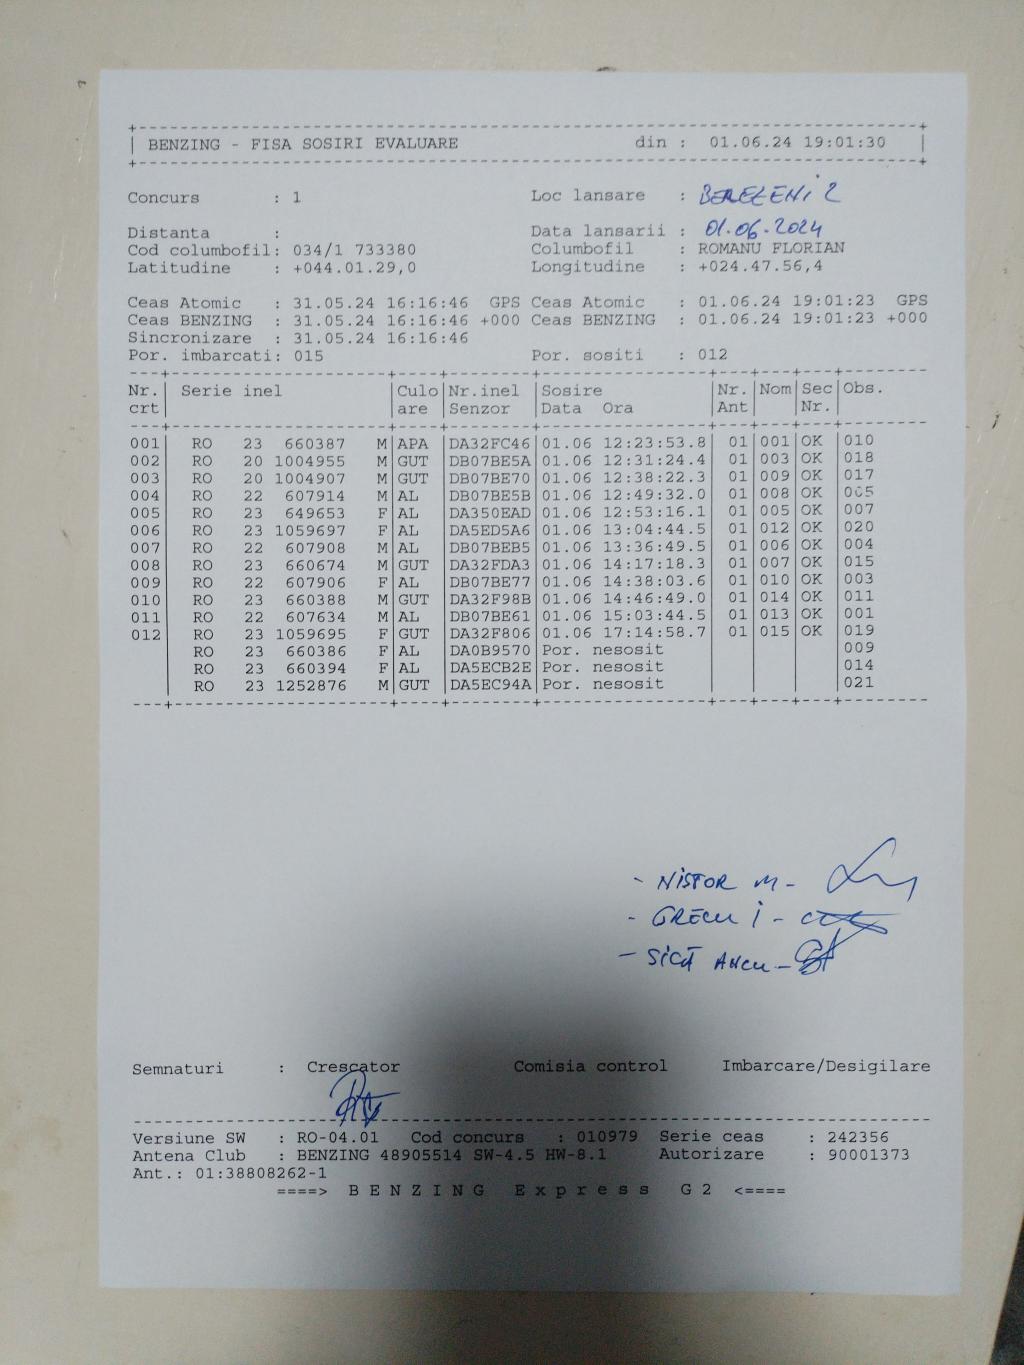 BENZING - FISA SOSIRI EVALUARE din : 01.06.24 19:01:30
Concurs : 1 Loc lansare : BEREZENI 2
Distanta : Data lansarii : 01.06.2024
Cod columbofil: 034/1 733380 Columbofil : ROMANU FLORIAN
Latitudine : +044.01.29,0 Longitudine : +024.47.56,4
Ceas Atomic : 31.05.24 16:16:46 GPS Ceas Atomic : 01.06.24 19:01:23 GPS
Ceas BENZING : 31.05.24 16:16:46 +000 Ceas BENZING : 01.06.24 19:01:23 +000
Sincronizare : 31.05.24 16:16:46
Por. imbarcati: 015 Por. sositi : 012
Nr. Serie inel Culo Nr.inel Sosire Nr. Nom Sec Obs.
crt are Senzor Data Ora Ant Nr.
001 RO 23 660387 M APA DA32FC46 01.06 12:23:53.8 01 001 OK 010
002 RO 20 1004955 M GUT DB07BE5A 01.06 12:31:24.4 01 003 OK 018
003 RO 20 1004907 M GUT DB07BE70 01.06 12:38:22.3 01 009 OK 017
004 RO 22 607914 M AL DB07BE5B 01.06 12:49:32.0 01 008 OK 005
005 RO 23 649653 F AL DA350EAD 01.06 12:53:16.1 01 005 OK 007
006 RO 23 1059697 F AL DA5ED5A6 01.06 13:04:44.5 01 012 OK 020
007 RO 22 607908 M AL DB07BEB5 01.06 13:36:49.5 01 006 OK 004
008 RO 23 660674 M GUT DA32FDA3 01.06 14:17:18.3 01 007 OK 015
009 RO 22 607906 F AL DB07BE77 01.06 14:38:03.6 01 010 OK 003
010 RO 23 660388 M GUT DA32F98B 01.06 14:46:49.0 01 014 OK 011
011 RO 22 607634 M AL DB07BE61 01.06 15:03:44.5 01 013 OK 001
012 RO 23 1059695 F GUT DA32F806 01.06 17:14:58.7 01 015 OK 019
RO 23 660386 F AL DA0B9570 Por. nesosit 009
RO 23 660394 F AL DA5ECB2E Por. nesosit 014
RO 23 1252876 M GUT DA5EC94A Por. nesosit 021
- NISTOR M -
- GRECU I -
- SICĂ ANCU -
Semnaturi : Crescator Comisia control Imbarcare/Desigilare
Versiune SW : RO-04.01 Cod concurs : 010979 Serie ceas : 242356
Antena Club : BENZING 48905514 SW-4.5 HW-8.1 Autorizare : 90001373
Ant.: 01:38808262-1
====> B E N Z I N G E x p r e s s G 2 <====